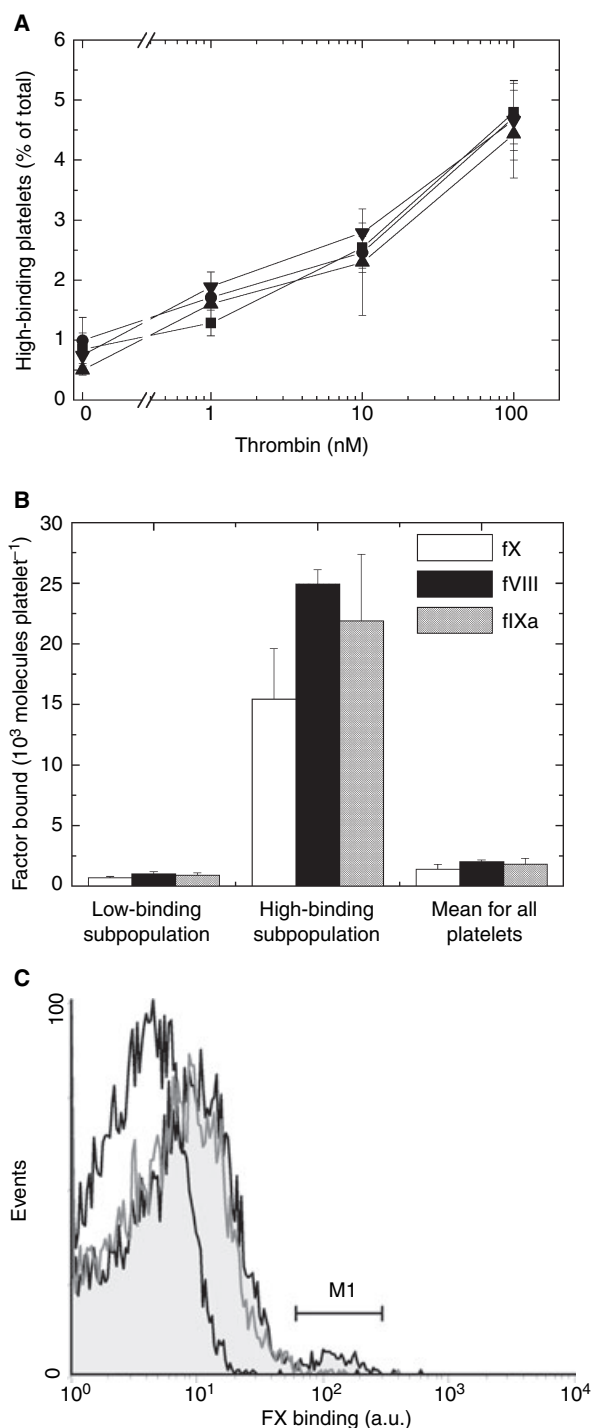 A
High-binding platelets (% of total)
6
5
4
3
2
1
0
0 1 10 100
Thrombin (nM)
B
Factor bound (10³ molecules platelet⁻¹)
30
25
20
15
10
5
0
fX
fVIII
fIXa
Low-binding subpopulation
High-binding subpopulation
Mean for all platelets
C
Events
100
0
M1
10⁰ 10¹ 10² 10³ 10⁴
FX binding (a.u.)